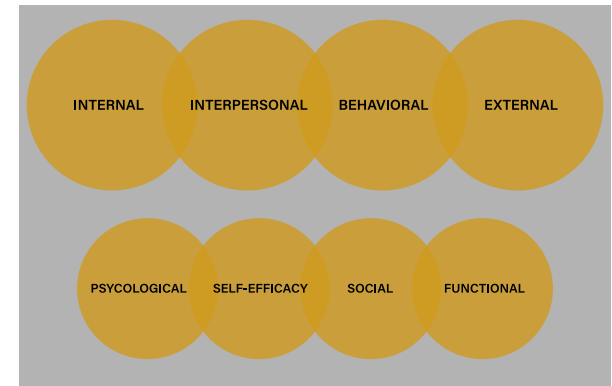 INTERNAL
INTERPERSONAL
BEHAVIORAL
EXTERNAL
PSYCOLOGICAL
SELF-EFFICACY
SOCIAL
FUNCTIONAL